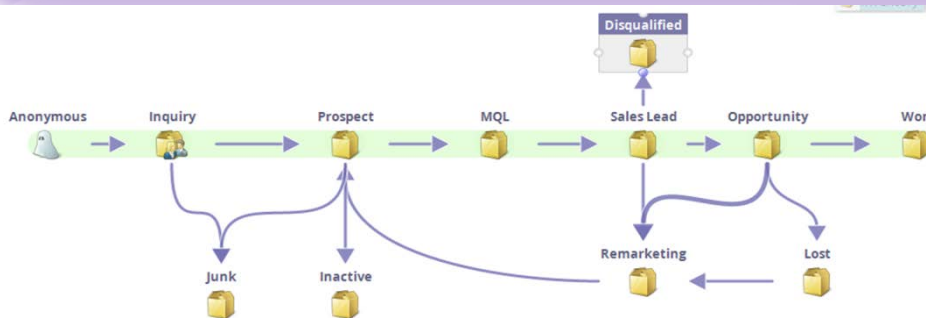 Disqualified
Anonymous
Inquiry
Prospect
MQL
Sales Lead
Opportunity
Junk
Inactive
Remarketing
Lost